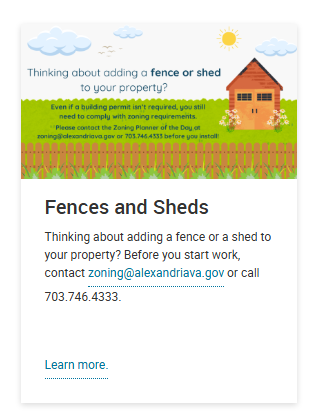 Thinking about adding a fence or shed
to your property?
Even if a building permit isn't required, you still
need to comply with zoning requirements.
Please contact the Zoning Planner of the Day at
zoning@alexandriava.gov or 703.746.4333 before you install!
Fences and Sheds
Thinking about adding a fence or a shed to
your property? Before you start work,
contact zoning@alexandriava.gov or call
703.746.4333.
Learn more.